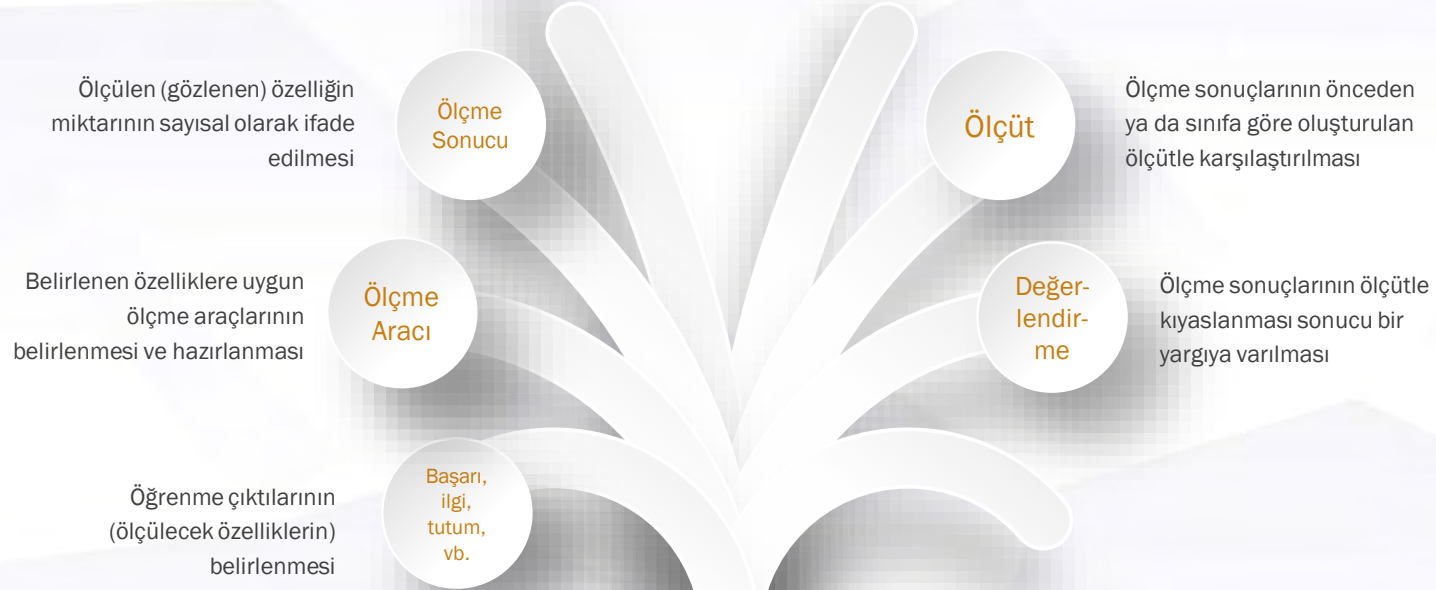 Ölçülen (gözlenen) özelliğin
miktarının sayısal olarak ifade
edilmesi
Ölçme
Sonucu
Ölçüt
Ölçme sonuçlarının önceden
ya da sınıfa göre oluşturulan
ölçütle karşılaştırılması
Belirlenen özelliklere uygun
ölçme araçlarının
belirlenmesi ve hazırlanması
Ölçme
Aracı
Değer-
lendir-
me
Ölçme sonuçlarının ölçütle
kıyaslanması sonucu bir
yargıya varılması
Öğrenme çıktılarının
(ölçülecek özelliklerin)
belirlenmesi
Başarı,
ilgi,
tutum,
vb.